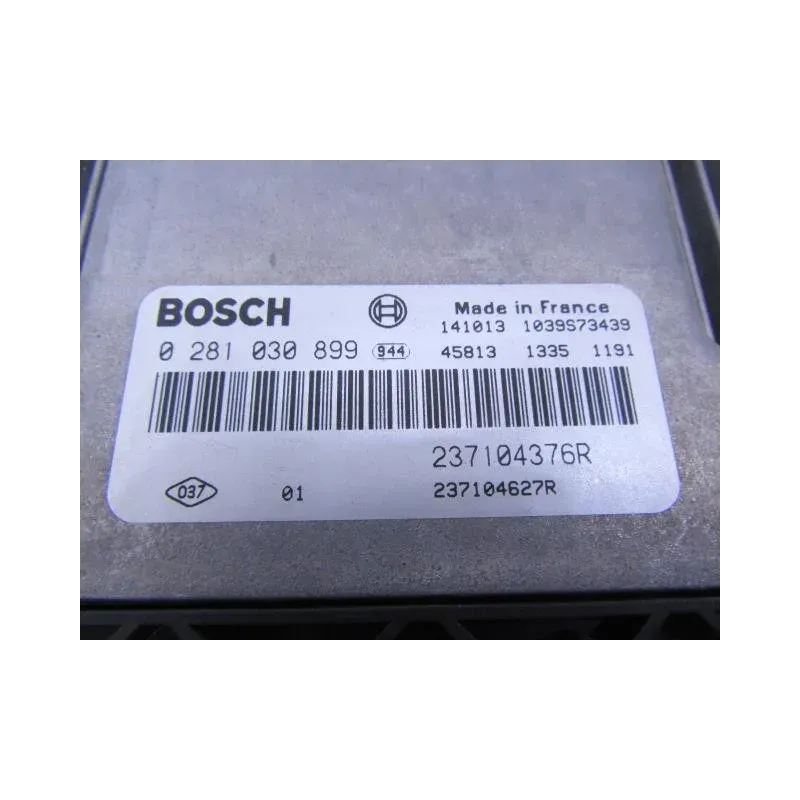 BOSCH Made in France
141013 1039S73439
0 281 030 899 944 45813 1335 1191
237104376R
037 01 237104627R